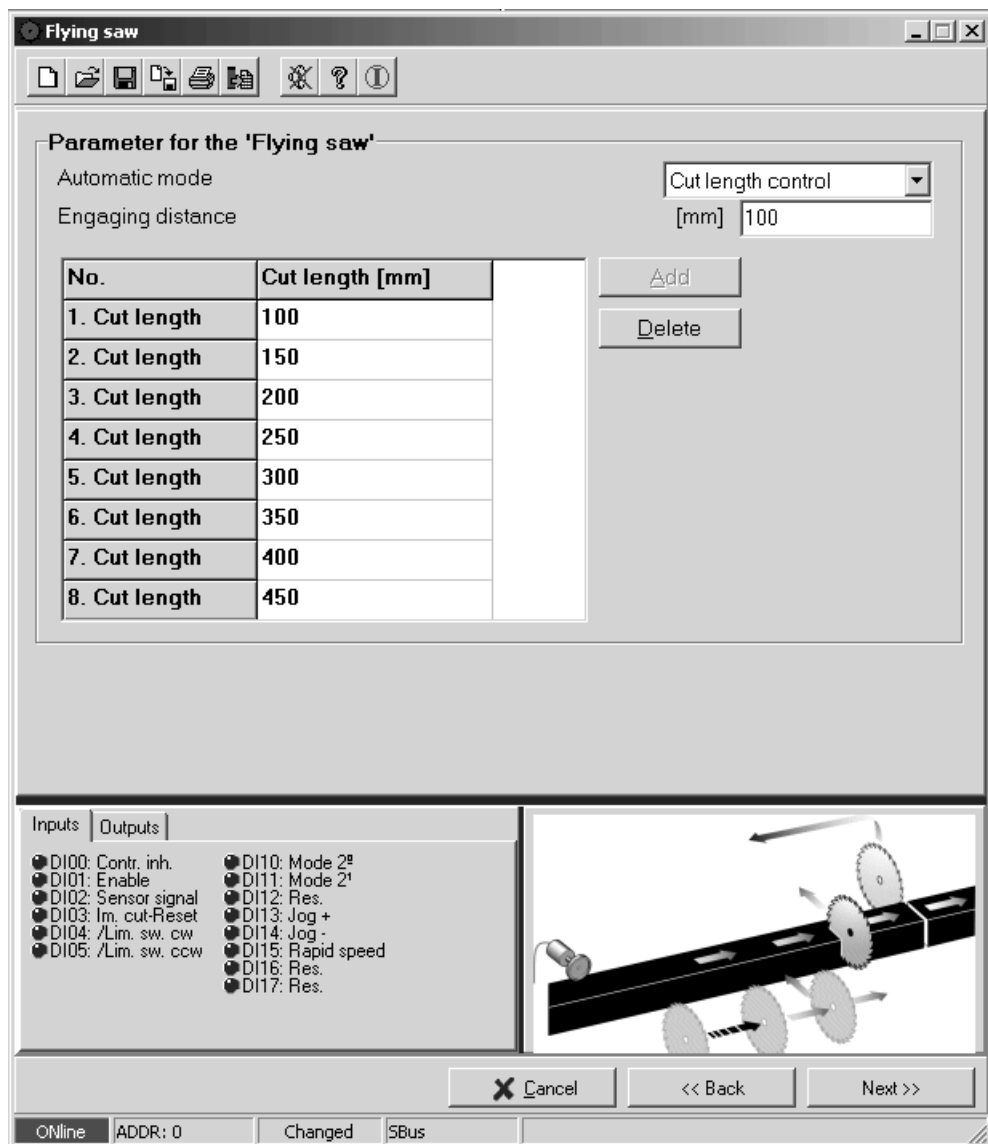 Flying saw
Parameter for the 'Flying saw'
Automatic mode
Cut length control
Engaging distance
[mm]
100
No.
Cut length [mm]
1. Cut length
100
2. Cut length
150
3. Cut length
200
4. Cut length
250
5. Cut length
300
6. Cut length
350
7. Cut length
400
8. Cut length
450
Add
Delete
Inputs
Outputs
DI00: Contr. inh.
DI01: Enable
DI02: Sensor signal
DI03: Im. cut-Reset
DI04: /Lim. sw. cw
DI05: /Lim. sw. ccw
DI10: Mode 2º
DI11: Mode 2¹
DI12: Res.
DI13: Jog +
DI14: Jog -
DI15: Rapid speed
DI16: Res.
DI17: Res.
Cancel
<< Back
Next >>
ONline
ADDR: 0
Changed
SBus